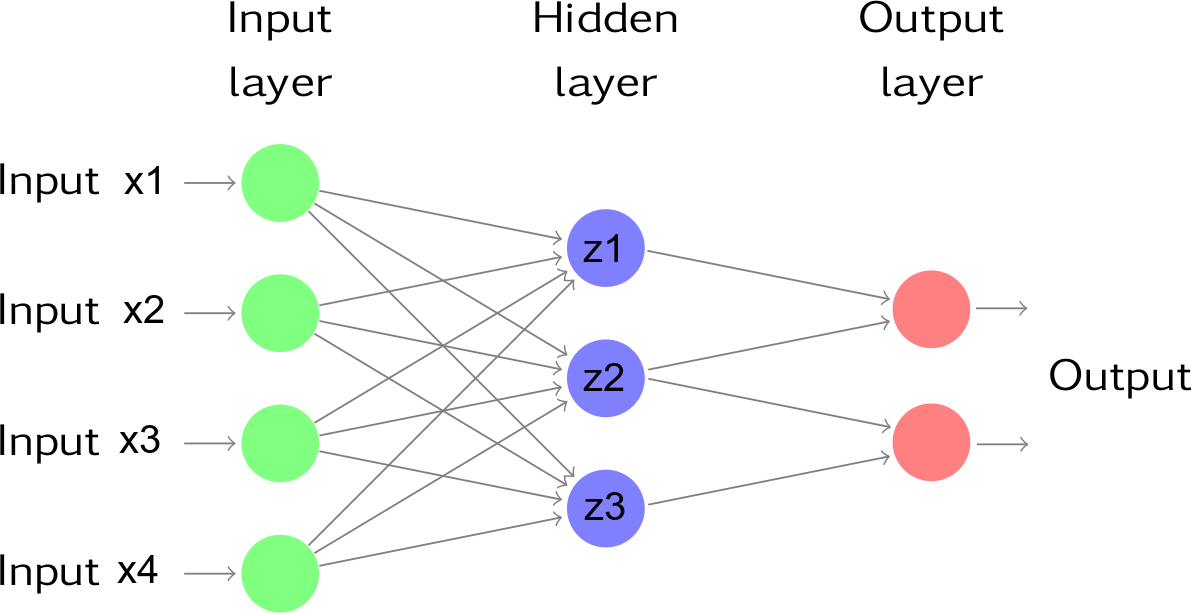 Input layer
Hidden layer
Output layer
Input x1
Input x2
Input x3
Input x4
z1
z2
z3
Output